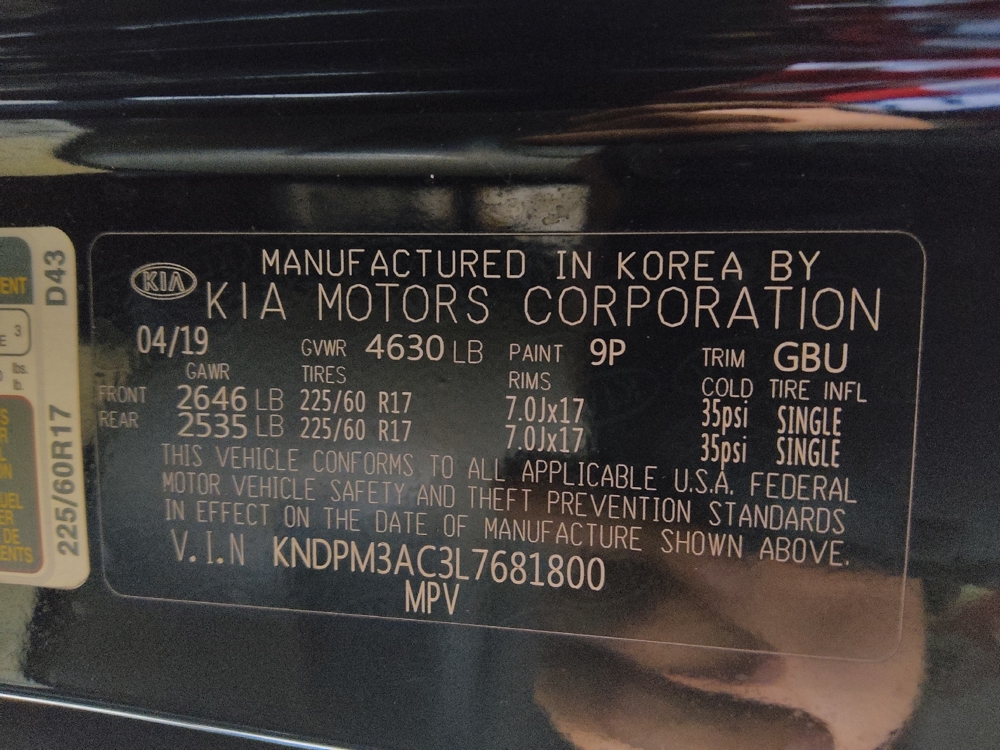 MANUFACTURED IN KOREA BY
KIA
KIA MOTORS CORPORATION
04/19 GVWR 4630 LB PAINT 9P TRIM GBU
GAWR TIRES RIMS COLD TIRE INFL
FRONT 2646 LB 225/60 R17 7.0Jx17 35psi SINGLE
REAR 2535 LB 225/60 R17 7.0Jx17 35psi SINGLE
THIS VEHICLE CONFORMS TO ALL APPLICABLE U.S.A. FEDERAL
MOTOR VEHICLE SAFETY AND THEFT PREVENTION STANDARDS
IN EFFECT ON THE DATE OF MANUFACTURE SHOWN ABOVE.
V.I.N KNDPM3AC3L7681800
MPV
D43
225/60R17
3
lbs.
lb.